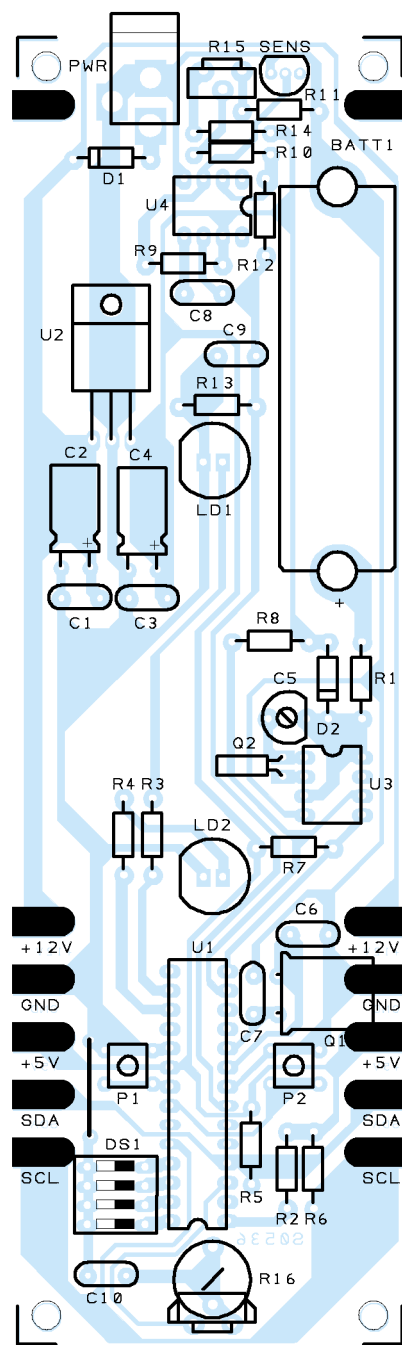 R15 SENS
PWR
R11
R14
R10
BATT1
D1
U4
R9
R12
C8
U2
C9
R13
C2 C4
LD1
+
+
C1 C3
+
R8
C5
R1
D2
Q2
U3
R4 R3
LD2
R7
C6
+12V
U1
+12V
GND
GND
C7
Q1
+5V
+5V
P1
P2
SDA
SDA
DS1
SCL
SCL
R5
R2 R6
S0536
R16
C10